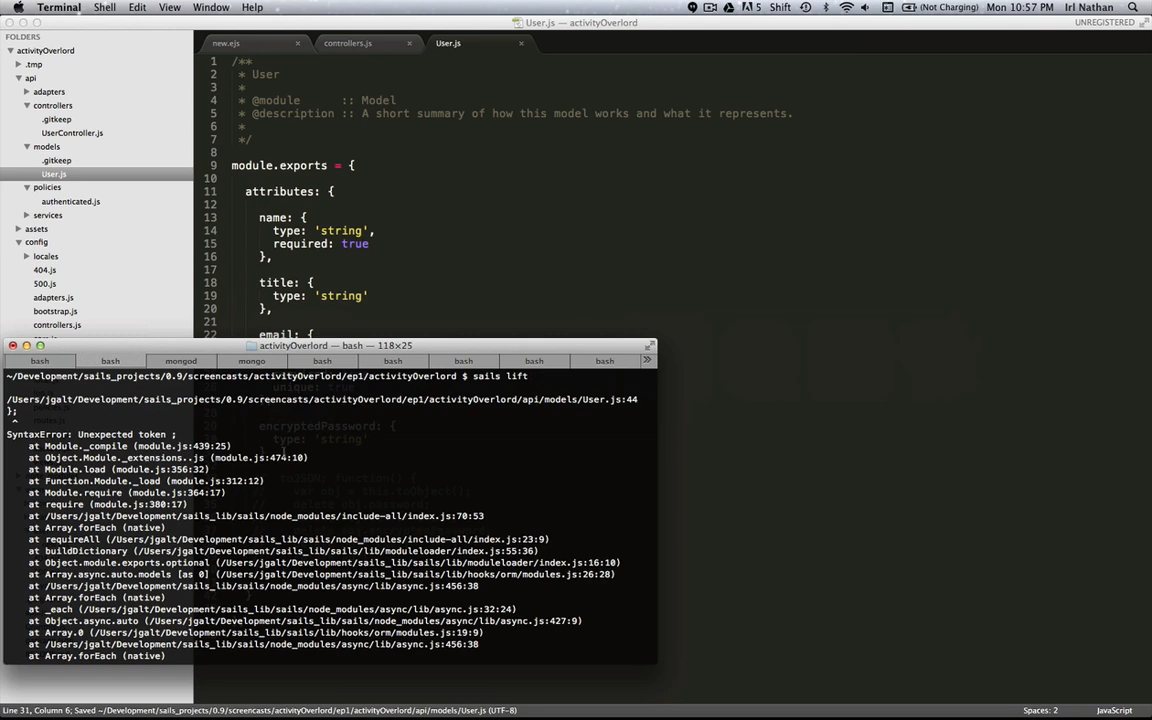 Terminal Shell Edit View Window Help
5 Shift (Not Charging) Mon 10:57 PM Irl Nathan
User.js — activityOverlord
UNREGISTERED
FOLDERS
activityOverlord
.tmp
api
adapters
controllers
.gitkeep
UserController.js
models
.gitkeep
User.js
policies
authenticated.js
services
assets
config
locales
404.js
500.js
adapters.js
bootstrap.js
controllers.js
new.ejs × controllers.js × User.js ×
1 /**
2 * User
3 *
4 * @module :: Model
5 * @description :: A short summary of how this model works and what it represents.
6 *
7 */
8
9 module.exports = {
10
11 attributes: {
12
13 name: {
14 type: 'string',
15 required: true
16 },
17
18 title: {
19 type: 'string'
20 },
21
22 email: {
activityOverlord — bash — 118×25
bash bash mongod mongo bash bash bash bash bash »
~/Development/sails_projects/0.9/screencasts/activityOverlord/ep1/activityOverlord $ sails lift
unique: true
/Users/jgalt/Development/sails_projects/0.9/screencasts/activityOverlord/ep1/activityOverlord/api/models/User.js:44
};
^
encryptedPassword: {
SyntaxError: Unexpected token ;
type: 'string'
at Module._compile (module.js:439:25)
at Object.Module._extensions..js (module.js:474:10)
at Module.load (module.js:356:32)
at Function.Module._load (module.js:312:12)
toJSON: function() {
at Module.require (module.js:364:17)
var obj = this.toObject();
at require (module.js:380:17)
at /Users/jgalt/Development/sails_lib/sails/node_modules/include-all/index.js:70:53
at Array.forEach (native)
at requireAll (/Users/jgalt/Development/sails_lib/sails/node_modules/include-all/index.js:23:9)
at buildDictionary (/Users/jgalt/Development/sails_lib/sails/lib/moduleloader/index.js:55:36)
at Object.module.exports.optional (/Users/jgalt/Development/sails_lib/sails/lib/moduleloader/index.js:16:10)
at Array.async.auto.models [as 0] (/Users/jgalt/Development/sails_lib/sails/lib/hooks/orm/modules.js:26:28)
at /Users/jgalt/Development/sails_lib/sails/node_modules/async/lib/async.js:456:38
at Array.forEach (native)
at _each (/Users/jgalt/Development/sails_lib/sails/node_modules/async/lib/async.js:32:24)
at Object.async.auto (/Users/jgalt/Development/sails_lib/sails/node_modules/async/lib/async.js:427:9)
at Array.0 (/Users/jgalt/Development/sails_lib/sails/lib/hooks/orm/modules.js:19:9)
at /Users/jgalt/Development/sails_lib/sails/node_modules/async/lib/async.js:456:38
at Array.forEach (native)
Line 31, Column 6; Saved ~/Development/sails_projects/0.9/screencasts/activityOverlord/ep1/activityOverlord/api/models/User.js (UTF-8)
Spaces: 2 JavaScript